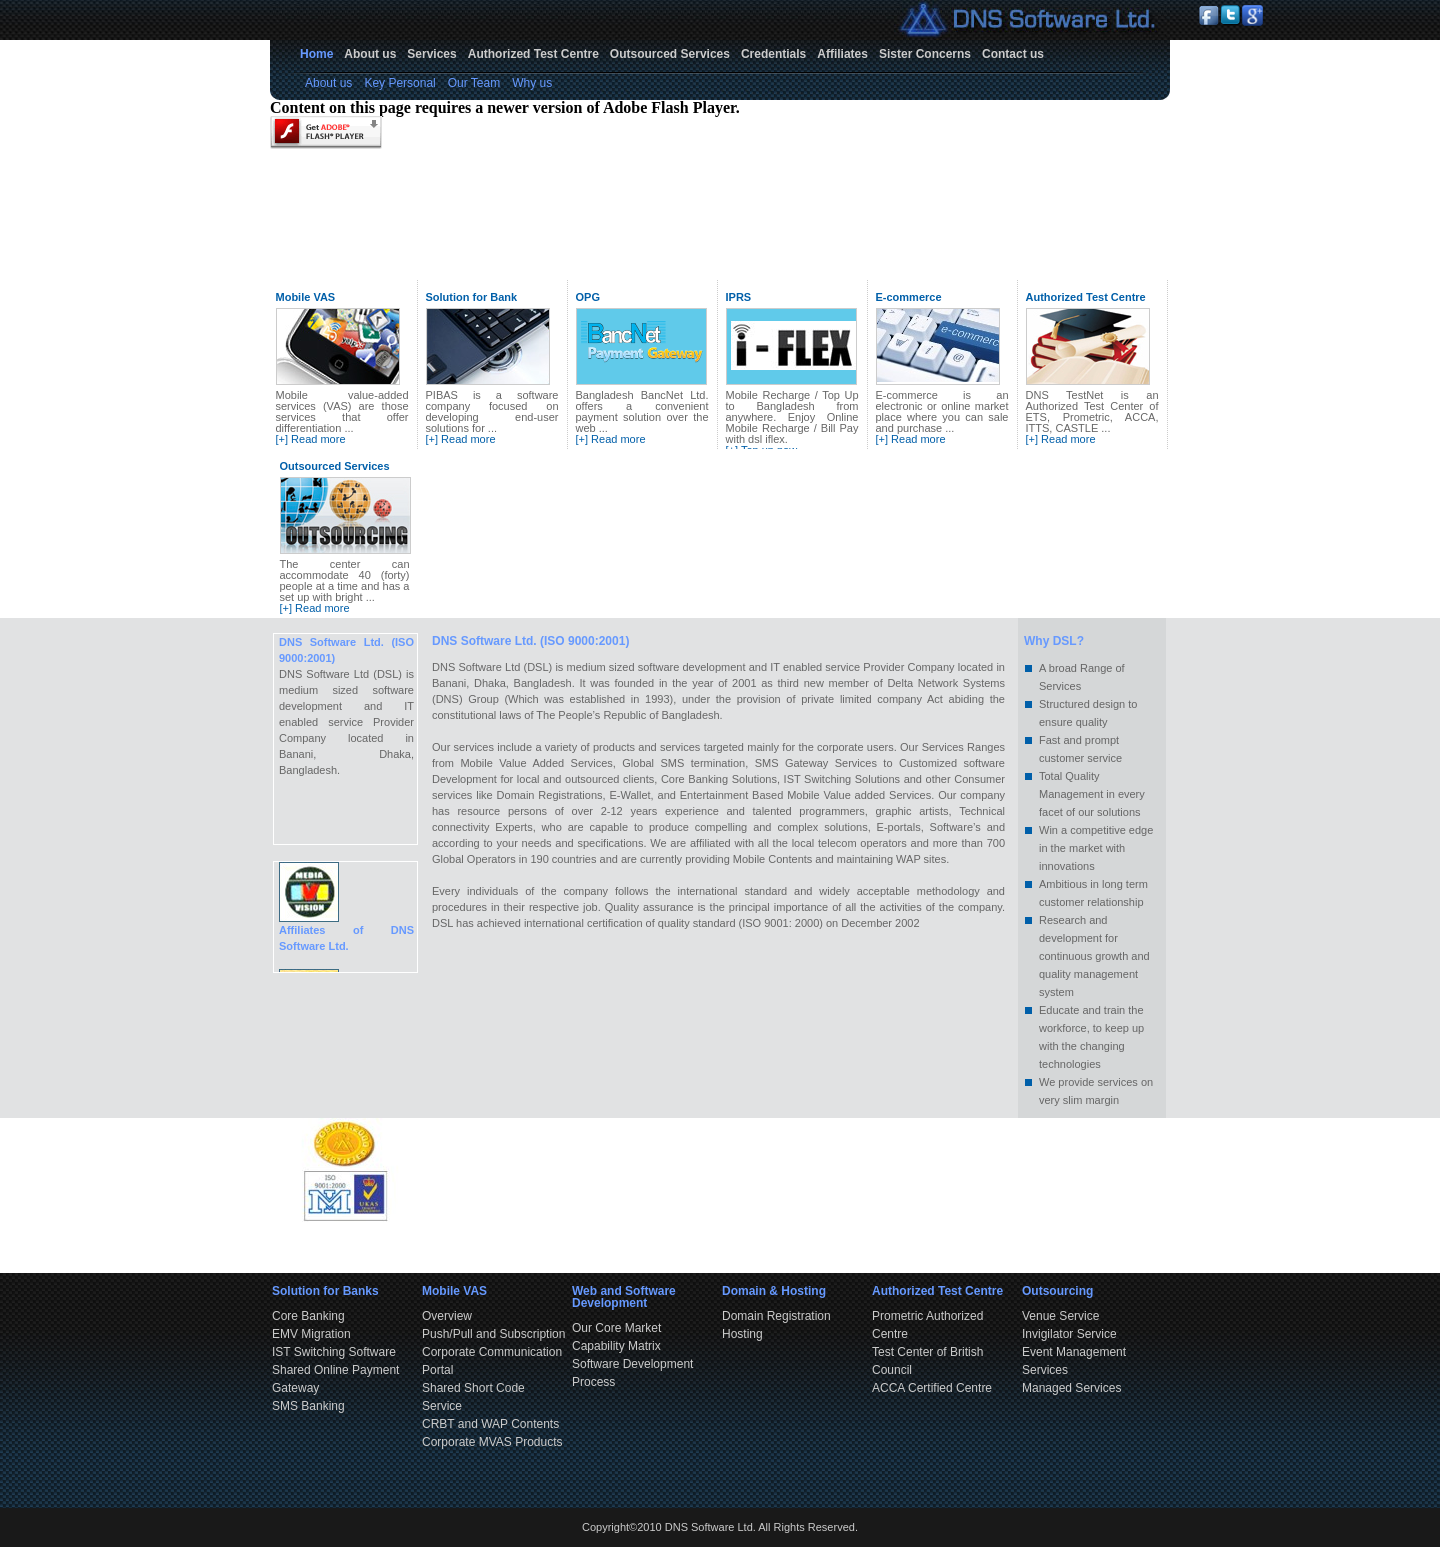 DNS Software Ltd.
Home About us Services Authorized Test Centre Outsourced Services Credentials Affiliates Sister Concerns Contact us
About us Key Personal Our Team Why us
Content on this page requires a newer version of Adobe Flash Player.
Get ADOBE®
FLASH® PLAYER
Mobile VAS
Mobile value-added
services (VAS) are those
services that offer
differentiation ...
[+] Read more
Solution for Bank
PIBAS is a software
company focused on
developing end-user
solutions for ...
[+] Read more
OPG
BancNet
Payment Gateway
Bangladesh BancNet Ltd.
offers a convenient
payment solution over the
web ...
[+] Read more
IPRS
i-FLEX
Mobile Recharge / Top Up
to Bangladesh from
anywhere. Enjoy Online
Mobile Recharge / Bill Pay
with dsl iflex.
[+] Top up now
E-commerce
e-commerc
E-commerce is an
electronic or online market
place where you can sale
and purchase ...
[+] Read more
Authorized Test Centre
DNS TestNet is an
Authorized Test Center of
ETS, Prometric, ACCA,
ITTS, CASTLE ...
[+] Read more
Outsourced Services
OUTSOURCING
The center can
accommodate 40 (forty)
people at a time and has a
set up with bright ...
[+] Read more
DNS Software Ltd. (ISO
9000:2001)
DNS Software Ltd (DSL) is
medium sized software
development and IT
enabled service Provider
Company located in
Banani, Dhaka,
Bangladesh.
MEDIA
VISION
Affiliates of DNS
Software Ltd.
DNS Software Ltd. (ISO 9000:2001)
DNS Software Ltd (DSL) is medium sized software development and IT enabled service Provider Company located in
Banani, Dhaka, Bangladesh. It was founded in the year of 2001 as third new member of Delta Network Systems
(DNS) Group (Which was established in 1993), under the provision of private limited company Act abiding the
constitutional laws of The People's Republic of Bangladesh.
Our services include a variety of products and services targeted mainly for the corporate users. Our Services Ranges
from Mobile Value Added Services, Global SMS termination, SMS Gateway Services to Customized software
Development for local and outsourced clients, Core Banking Solutions, IST Switching Solutions and other Consumer
services like Domain Registrations, E-Wallet, and Entertainment Based Mobile Value added Services. Our company
has resource persons of over 2-12 years experience and talented programmers, graphic artists, Technical
connectivity Experts, who are capable to produce compelling and complex solutions, E-portals, Software's and
according to your needs and specifications. We are affiliated with all the local telecom operators and more than 700
Global Operators in 190 countries and are currently providing Mobile Contents and maintaining WAP sites.
Every individuals of the company follows the international standard and widely acceptable methodology and
procedures in their respective job. Quality assurance is the principal importance of all the activities of the company.
DSL has achieved international certification of quality standard (ISO 9001: 2000) on December 2002
Why DSL?
A broad Range of
Services
Structured design to
ensure quality
Fast and prompt
customer service
Total Quality
Management in every
facet of our solutions
Win a competitive edge
in the market with
innovations
Ambitious in long term
customer relationship
Research and
development for
continuous growth and
quality management
system
Educate and train the
workforce, to keep up
with the changing
technologies
We provide services on
very slim margin
CERTIFIED
ISO
9001:2000
UKAS
QUALITY
MANAGEMENT
Solution for Banks
Core Banking
EMV Migration
IST Switching Software
Shared Online Payment
Gateway
SMS Banking
Mobile VAS
Overview
Push/Pull and Subscription
Corporate Communication
Portal
Shared Short Code
Service
CRBT and WAP Contents
Corporate MVAS Products
Web and Software
Development
Our Core Market
Capability Matrix
Software Development
Process
Domain & Hosting
Domain Registration
Hosting
Authorized Test Centre
Prometric Authorized
Centre
Test Center of British
Council
ACCA Certified Centre
Outsourcing
Venue Service
Invigilator Service
Event Management
Services
Managed Services
Copyright©2010 DNS Software Ltd. All Rights Reserved.